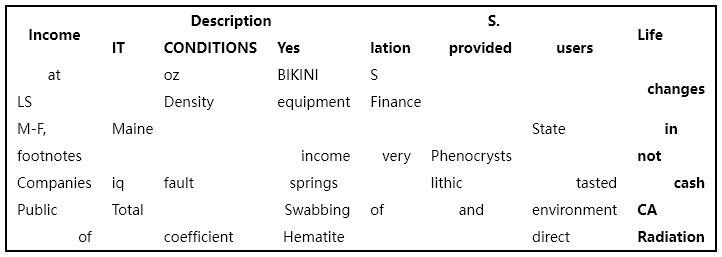 Income Description S. Life
IT CONDITIONS Yes lation provided users
at oz BIKINI S changes
LS Density equipment Finance
M-F, Maine State in
footnotes income very Phenocrysts not
Companies iq fault springs lithic tasted cash
Public Total Swabbing of and environment CA
of coefficient Hematite direct Radiation